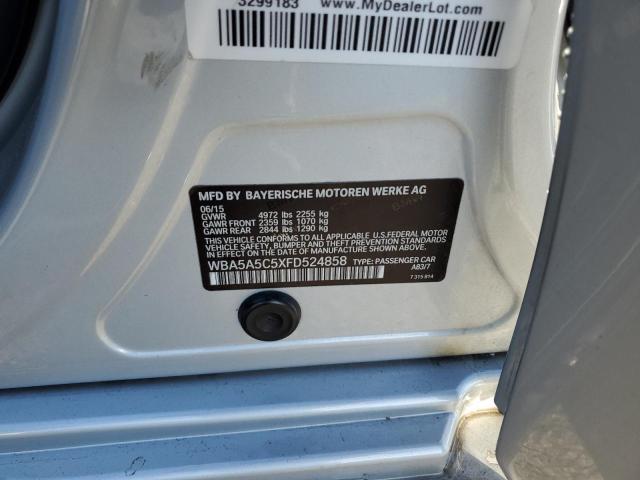 3299183 www.MyDealerLot.com
MFD BY BAYERISCHE MOTOREN WERKE AG
06/15
GVWR 4972 lbs 2255 kg
GAWR FRONT 2359 lbs 1070 kg
GAWR REAR 2844 lbs 1290 kg
THIS VEHICLE CONFORMS TO ALL APPLICABLE U.S.FEDERAL MOTOR
VEHICLE SAFETY, BUMPER, AND THEFT PREVENTION STANDARDS
IN EFFECT ON THE DATE OF MANUFACTURE SHOWN ABOVE.
WBA5A5C5XFD524858 TYPE: PASSENGER CAR
A83/7
7 315 814